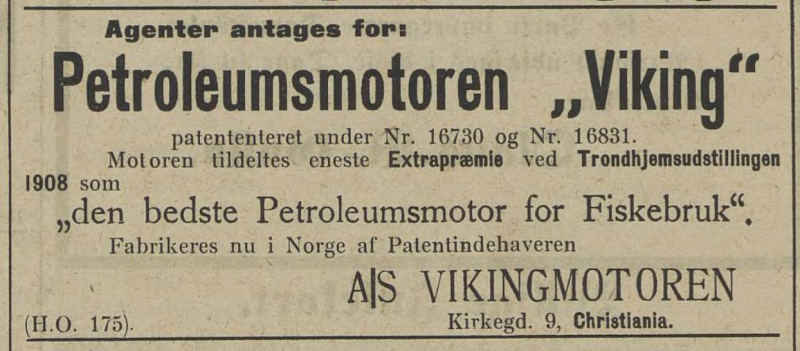 Agenter antages for:
Petroleumsmotoren „Viking“
patententeret under Nr. 16730 og Nr. 16831.
Motoren tildeltes eneste Extrapræmie ved Trondhjemsudstillingen
1908 som
„den bedste Petroleumsmotor for Fiskebruk“.
Fabrikeres nu i Norge af Patentindehaveren
A|S VIKINGMOTOREN
(H.O. 175). Kirkegd. 9, Christiania.